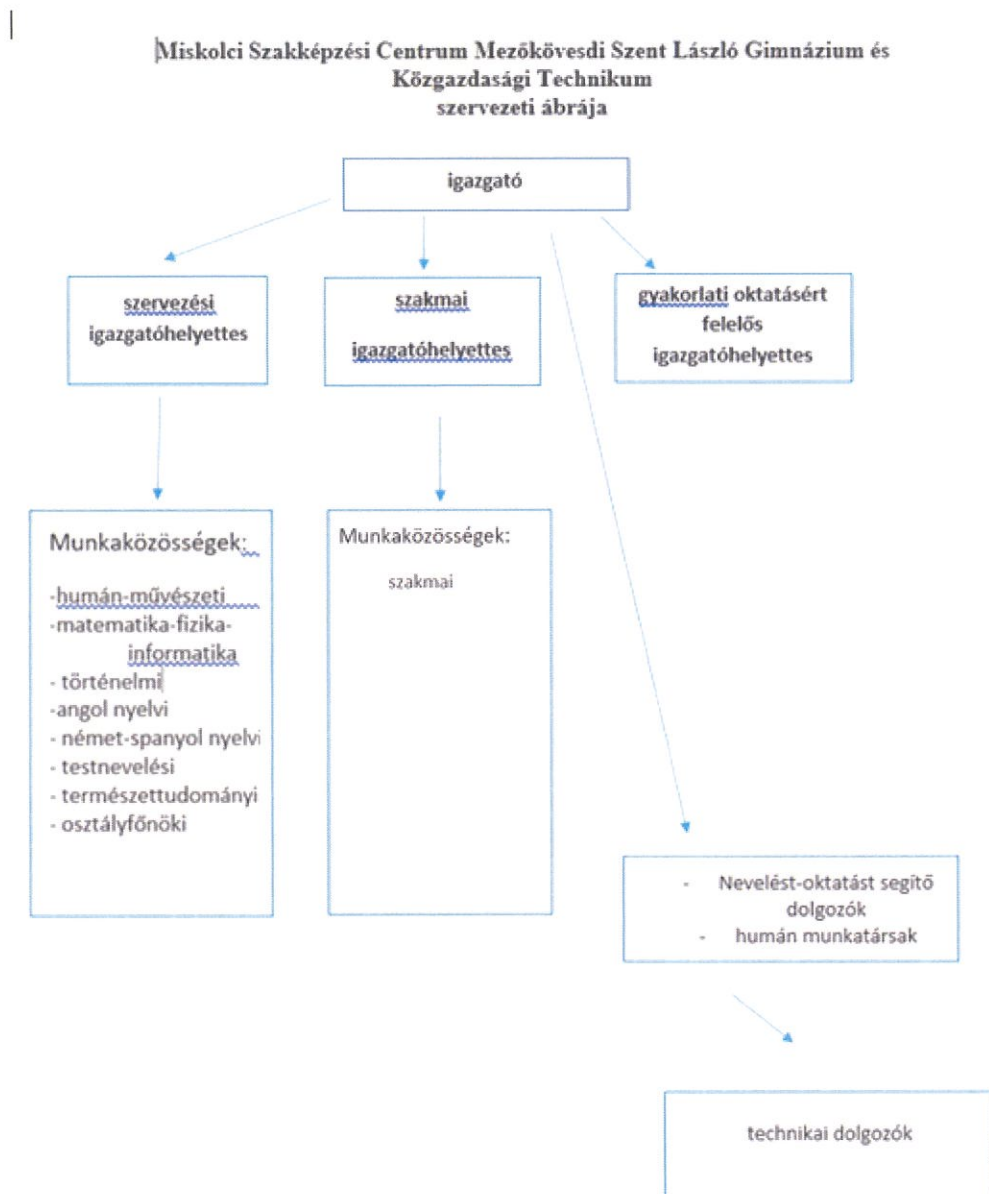 Miskolci Szakképzési Centrum Mezőkövesdi Szent László Gimnázium és
Közgazdasági Technikum
szervezeti ábrája
igazgató
szervezési
igazgatóhelyettes
szakmai
igazgatóhelyettes
gyakorlati oktatásért
felelős
igazgatóhelyettes
Munkaközösségek:
-humán-művészeti
-matematika-fizika-
informatika
- történelmi
-angol nyelvi
- német-spanyol nyelvi
- testnevelési
- természettudományi
- osztályfőnöki
Munkaközösségek:
szakmai
- Nevelést-oktatást segítő
dolgozók
- humán munkatársak
technikai dolgozók